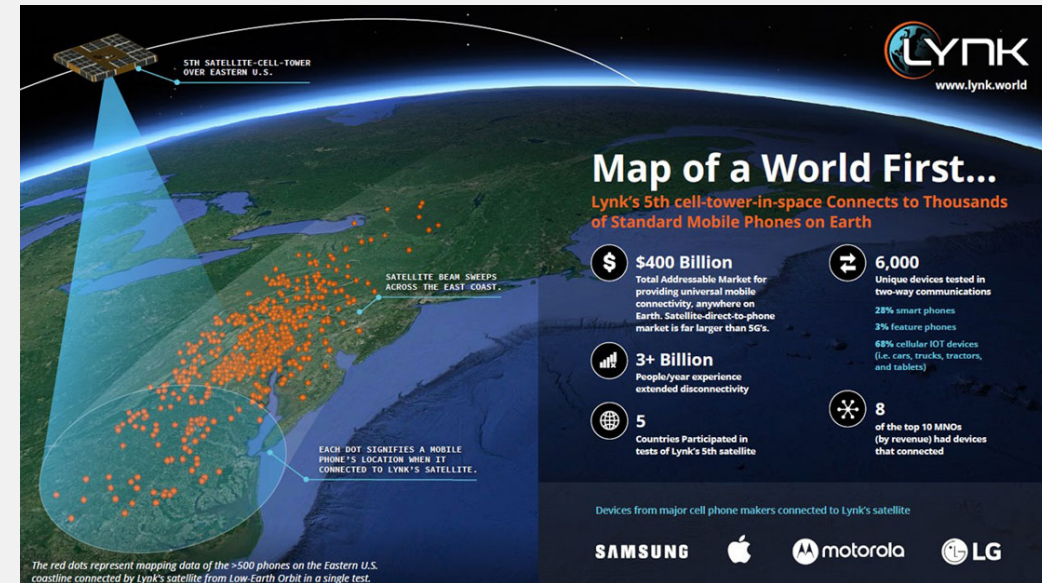 5TH SATELLITE-CELL-TOWER
OVER EASTERN U.S.
LYNK
www.lynk.world
Map of a World First...
Lynk's 5th cell-tower-in-space Connects to Thousands
of Standard Mobile Phones on Earth
$
$400 Billion
Total Addressable Market for
providing universal mobile
connectivity, anywhere on
Earth. Satellite-direct-to-phone
market is far larger than 5G's.
3+ Billion
People/year experience
extended disconnectivity
5
Countries Participated in
tests of Lynk's 5th satellite
6,000
Unique devices tested in
two-way communications
28% smart phones
3% feature phones
68% cellular IOT devices
(i.e. cars, trucks, tractors,
and tablets)
8
of the top 10 MNOs
(by revenue) had devices
that connected
SATELLITE BEAM SWEEPS
ACROSS THE EAST COAST.
EACH DOT SIGNIFIES A MOBILE
PHONE'S LOCATION WHEN IT
CONNECTED TO LYNK'S SATELLITE.
Devices from major cell phone makers connected to Lynk's satellite
SAMSUNG
motorola
LG
The red dots represent mapping data of the >500 phones on the Eastern U.S.
coastline connected by Lynk's satellite from Low-Earth Orbit in a single test.